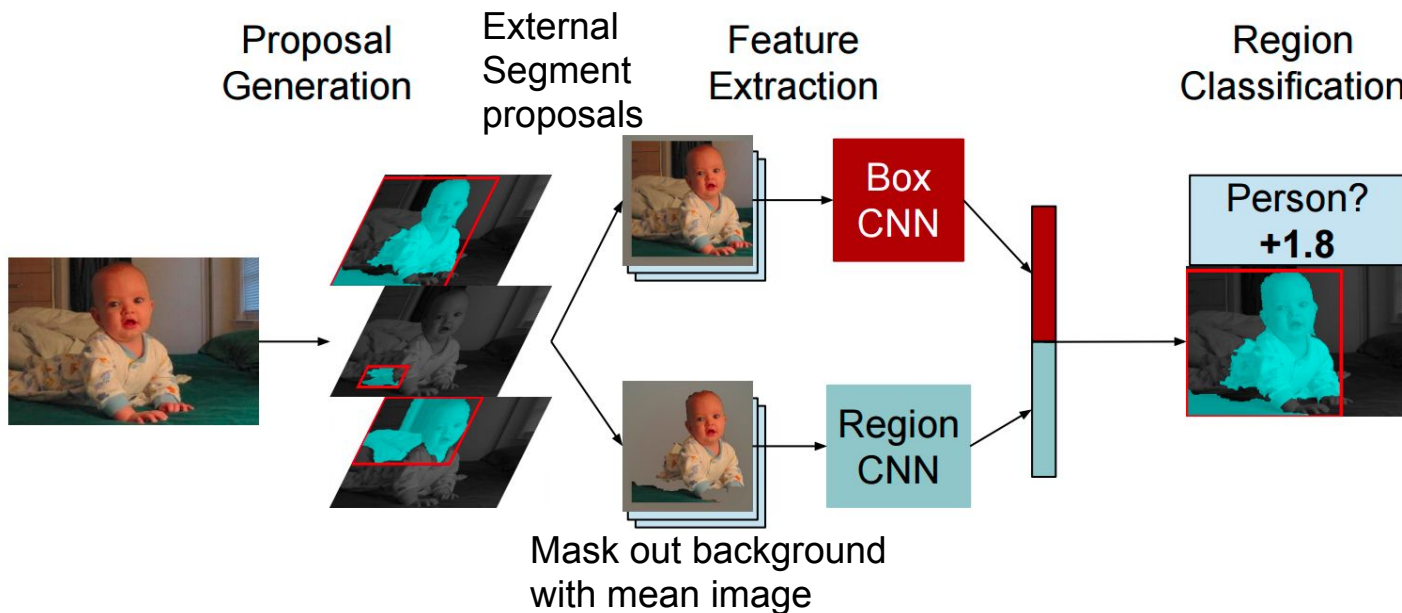 Proposal
Generation
External
Segment
proposals
Feature
Extraction
Region
Classification
Box
CNN
Person?
+1.8
Region
CNN
Mask out background
with mean image